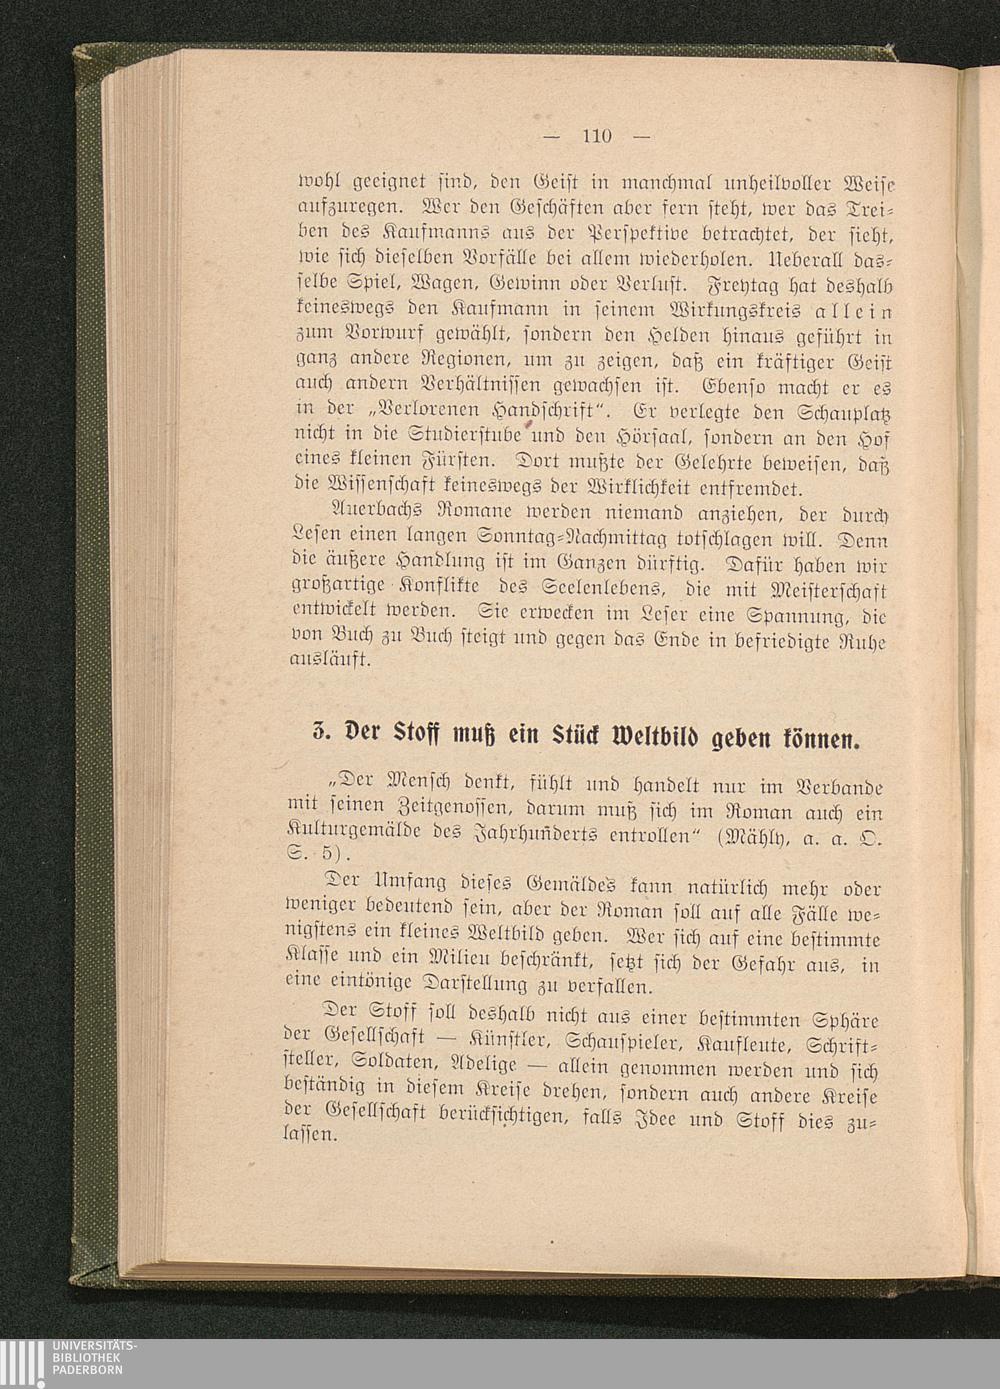 — 110 —
wohl geeignet sind, den Geist in manchmal unheilvoller Weise
aufzuregen. Wer den Geschäften aber fern steht, wer das Trei-
ben des Kaufmanns aus der Perspektive betrachtet, der sieht,
wie sich dieselben Vorfälle bei allem wiederholen. Ueberall das-
selbe Spiel, Wagen, Gewinn oder Verlust. Freytag hat deshalb
keineswegs den Kaufmann in seinem Wirkungskreis allein
zum Vorwurf gewählt, sondern den Helden hinaus geführt in
ganz andere Regionen, um zu zeigen, daß ein kräftiger Geist
auch andern Verhältnissen gewachsen ist. Ebenso macht er es
in der „Verlorenen Handschrift“. Er verlegte den Schauplatz
nicht in die Studierstube und den Hörsaal, sondern an den Hof
eines kleinen Fürsten. Dort mußte der Gelehrte beweisen, daß
die Wissenschaft keineswegs der Wirklichkeit entfremdet.
Auerbachs Romane werden niemand anziehen, der durch
Lesen einen langen Sonntag-Nachmittag totschlagen will. Denn
die äußere Handlung ist im Ganzen dürftig. Dafür haben wir
großartige Konflikte des Seelenlebens, die mit Meisterschaft
entwickelt werden. Sie erwecken im Leser eine Spannung, die
von Buch zu Buch steigt und gegen das Ende in befriedigte Ruhe
ausläuft.
3. Der Stoff muß ein Stück Weltbild geben können.
„Der Mensch denkt, fühlt und handelt nur im Verbande
mit seinen Zeitgenossen, darum muß sich im Roman auch ein
Kulturgemälde des Jahrhunderts entrollen“ (Mähly, a. a. O.
S. 5).
Der Umfang dieses Gemäldes kann natürlich mehr oder
weniger bedeutend sein, aber der Roman soll auf alle Fälle we-
nigstens ein kleines Weltbild geben. Wer sich auf eine bestimmte
Klasse und ein Milieu beschränkt, setzt sich der Gefahr aus, in
eine eintönige Darstellung zu verfallen.
Der Stoff soll deshalb nicht aus einer bestimmten Sphäre
der Gesellschaft — Künstler, Schauspieler, Kaufleute, Schrift-
steller, Soldaten, Adelige — allein genommen werden und sich
beständig in diesem Kreise drehen, sondern auch andere Kreise
der Gesellschaft berücksichtigen, falls Idee und Stoff dies zu-
lassen.
UNIVERSITÄTS-
BIBLIOTHEK
PADERBORN